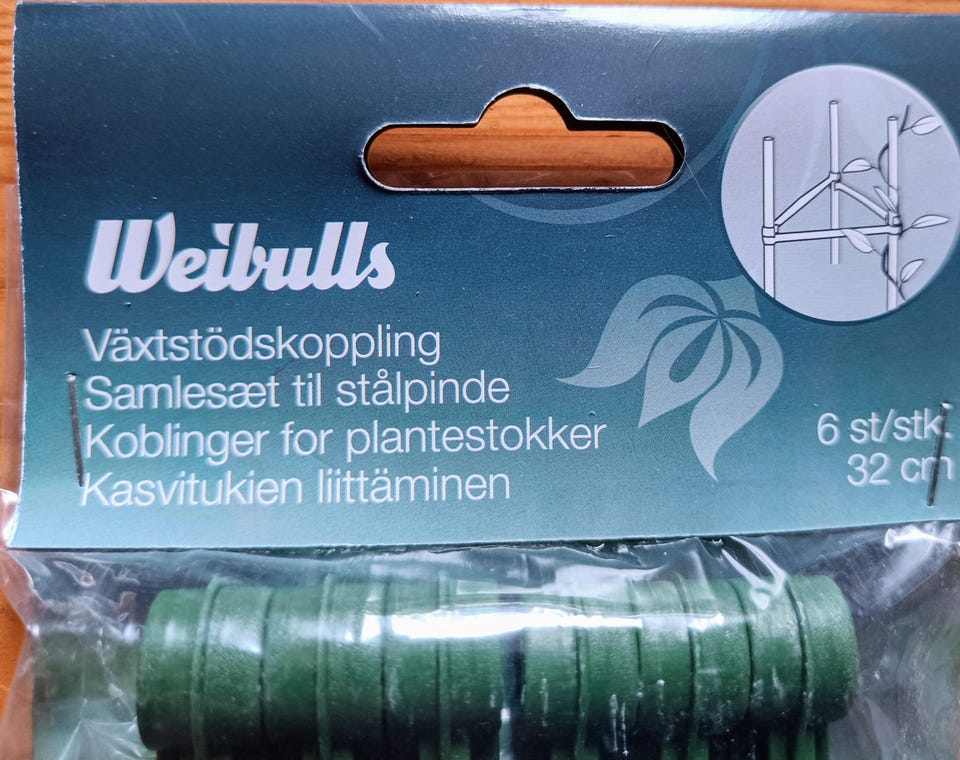 Weibulls
Växtstödskoppling
Samlesæt til stålpinde
Koblinger for plantestokker
Kasvitukien liittäminen
6 st/stk.
32 cm